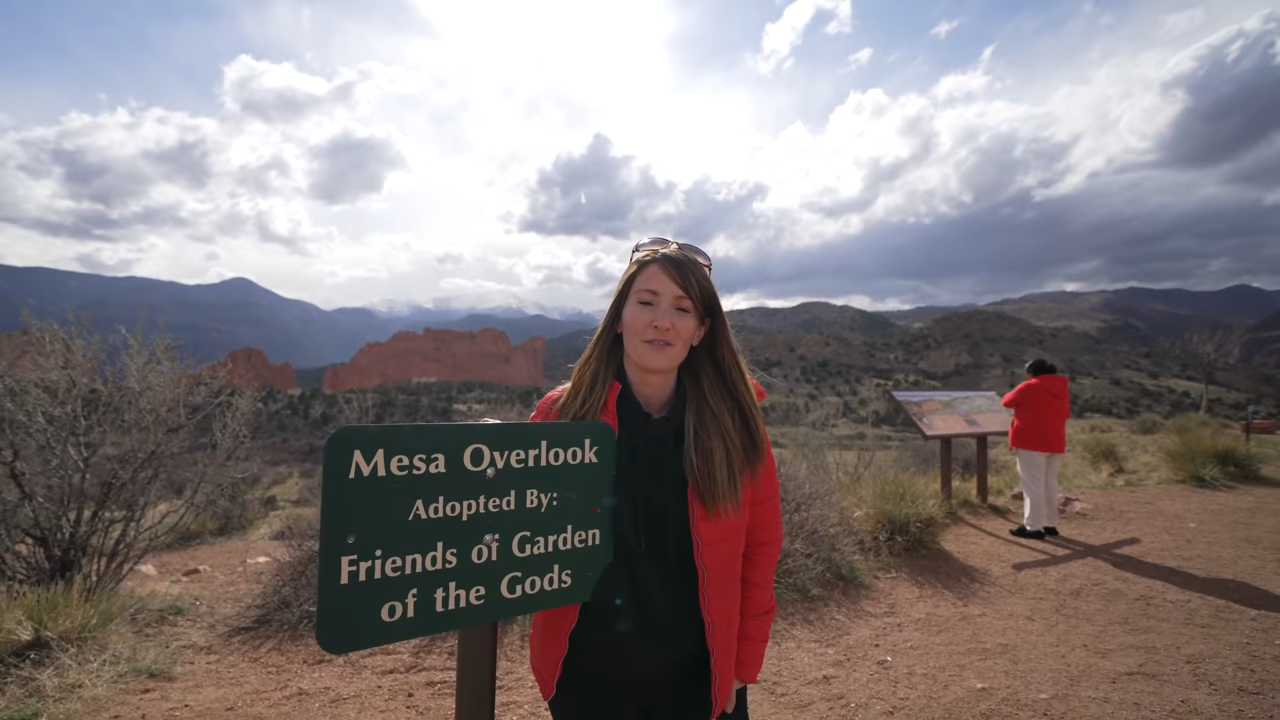 Mesa Overlook
Adopted By:
Friends of Garden
of the Gods